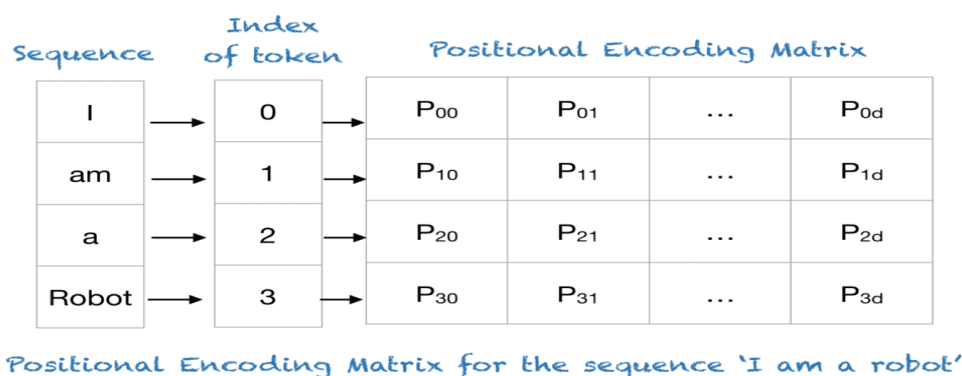 Sequence Index of token Positional Encoding Matrix
I 0 P₀₀ P₀₁ ... P₀d
am 1 P₁₀ P₁₁ ... P₁d
a 2 P₂₀ P₂₁ ... P₂d
Robot 3 P₃₀ P₃₁ ... P₃d
Positional Encoding Matrix for the sequence ‘I am a robot’